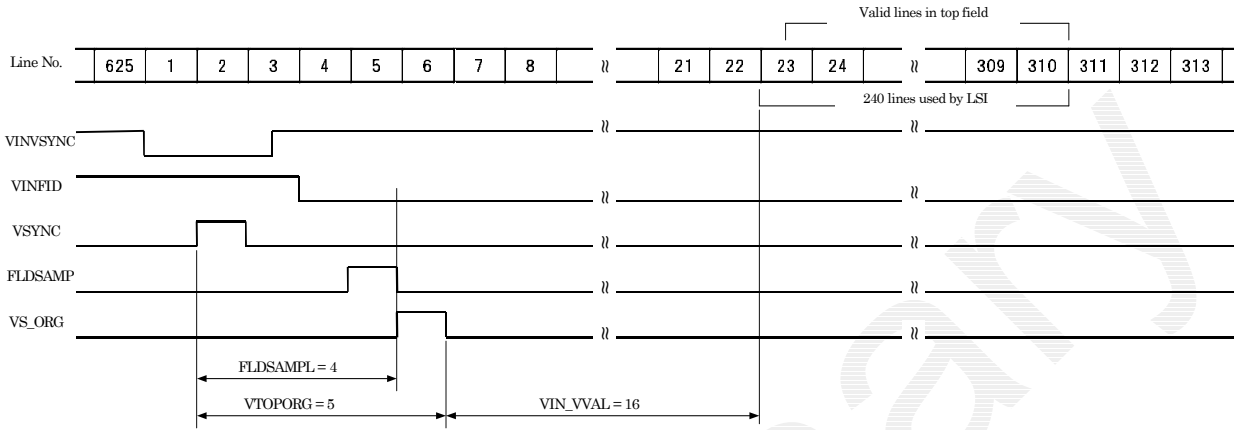 Valid lines in top field
Line No. 625 1 2 3 4 5 6 7 8 ≈ 21 22 23 24 ≈ 309 310 311 312 313
240 lines used by LSI
VINVSYNC
VINFID
VSYNC
FLDSAMP
VS_ORG
FLDSAMPL = 4
VTOPORG = 5 VIN_VVAL = 16